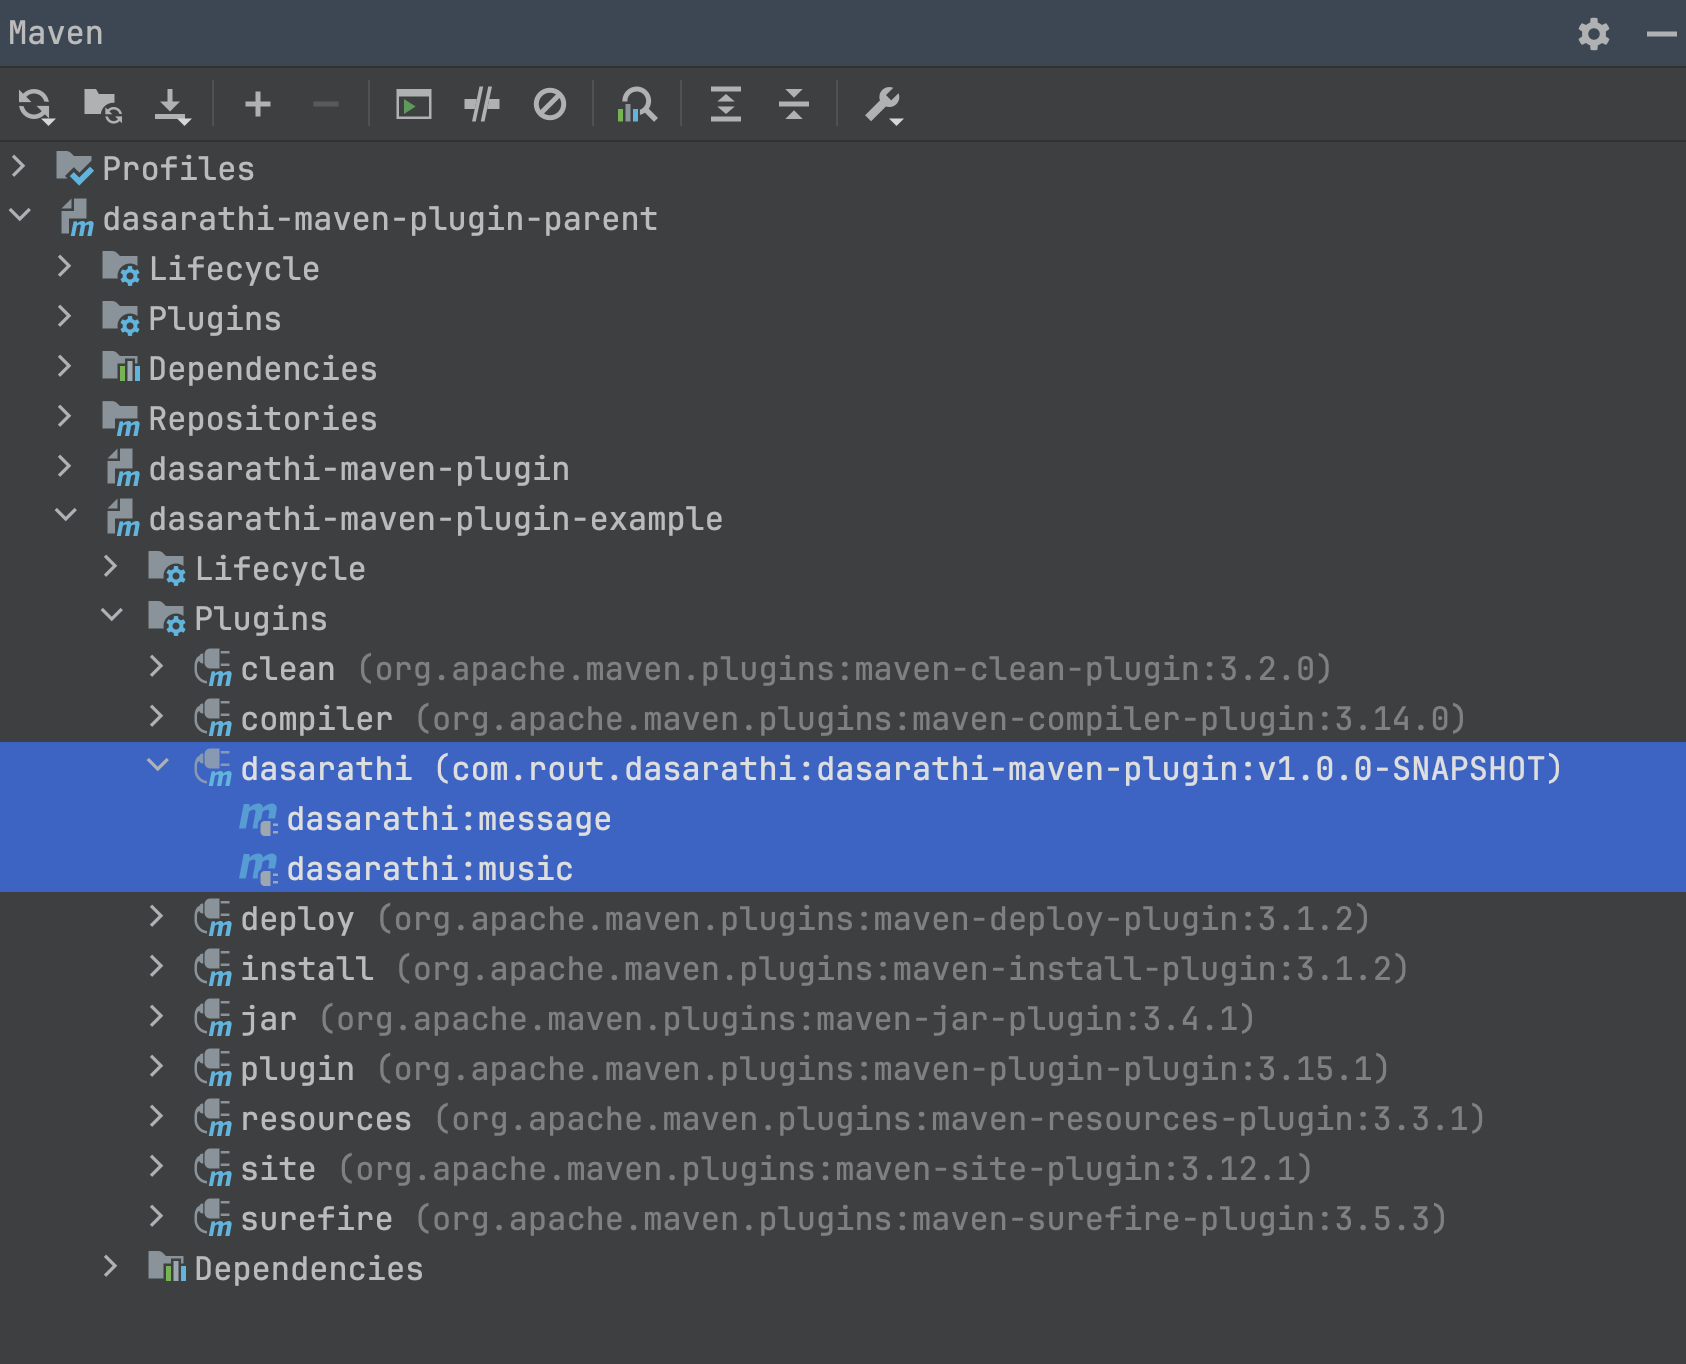 Maven
Profiles
dasarathi-maven-plugin-parent
Lifecycle
Plugins
Dependencies
Repositories
dasarathi-maven-plugin
dasarathi-maven-plugin-example
Lifecycle
Plugins
clean (org.apache.maven.plugins:maven-clean-plugin:3.2.0)
compiler (org.apache.maven.plugins:maven-compiler-plugin:3.14.0)
dasarathi (com.rout.dasarathi:dasarathi-maven-plugin:v1.0.0-SNAPSHOT)
dasarathi:message
dasarathi:music
deploy (org.apache.maven.plugins:maven-deploy-plugin:3.1.2)
install (org.apache.maven.plugins:maven-install-plugin:3.1.2)
jar (org.apache.maven.plugins:maven-jar-plugin:3.4.1)
plugin (org.apache.maven.plugins:maven-plugin-plugin:3.15.1)
resources (org.apache.maven.plugins:maven-resources-plugin:3.3.1)
site (org.apache.maven.plugins:maven-site-plugin:3.12.1)
surefire (org.apache.maven.plugins:maven-surefire-plugin:3.5.3)
Dependencies